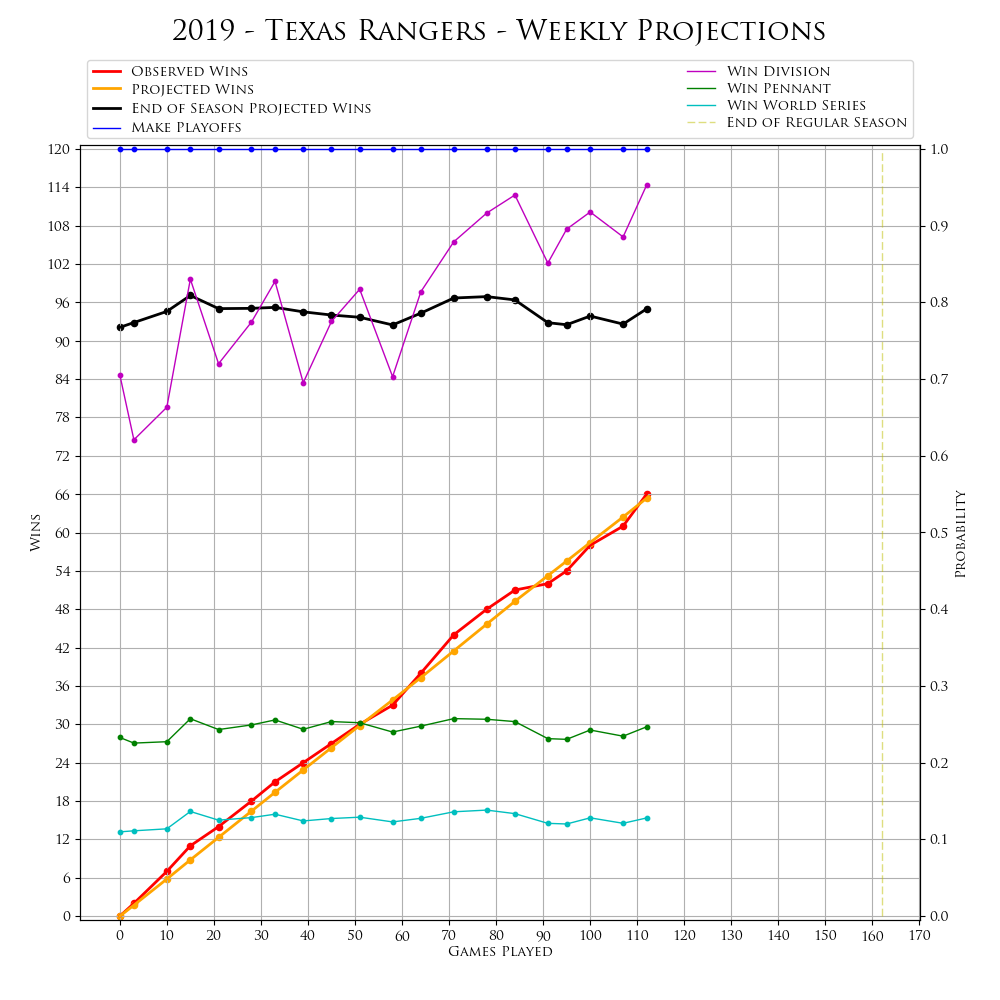 2019 - Texas Rangers - Weekly Projections
Observed Wins
Projected Wins
End of Season Projected Wins
Make Playoffs
Win Division
Win Pennant
Win World Series
End of Regular Season
120
114
108
102
96
90
84
78
72
66
60
54
48
42
36
30
24
18
12
6
0
Wins
1.0
0.9
0.8
0.7
0.6
0.5
0.4
0.3
0.2
0.1
0.0
Probability
0 10 20 30 40 50 60 70 80 90 100 110 120 130 140 150 160 170
Games Played